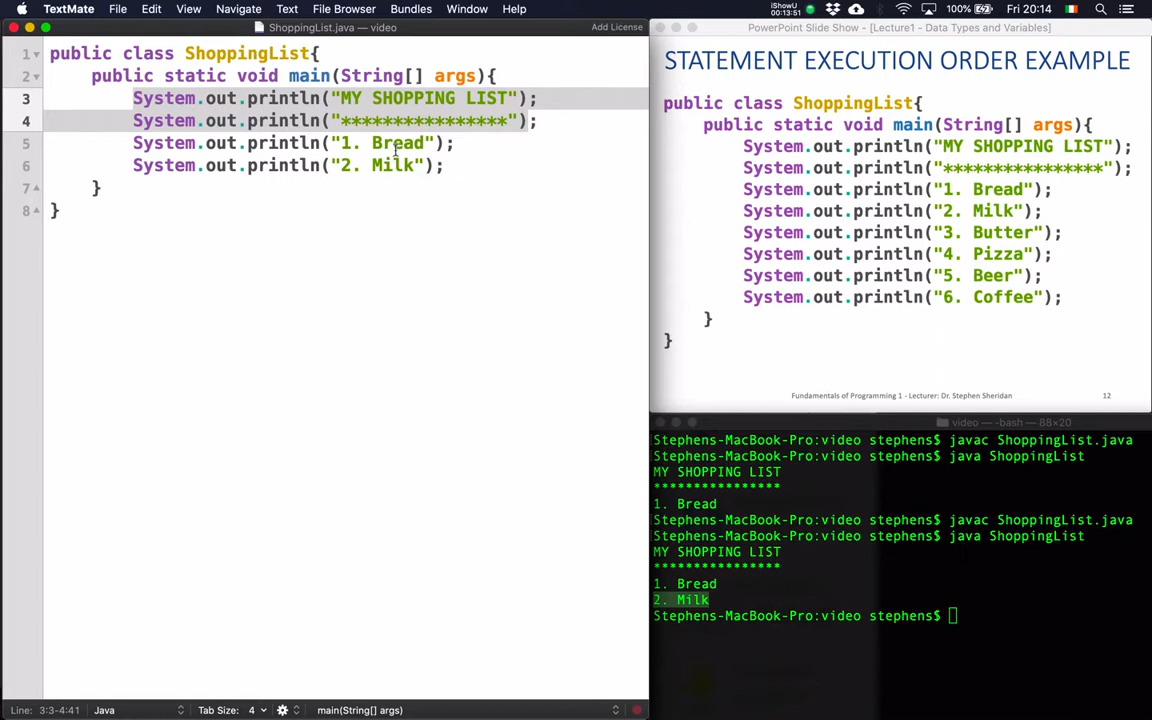 TextMate File Edit View Navigate Text File Browser Bundles Window Help
iShowU
00:13:51
100% Fri 20:14
ShoppingList.java — video
Add License
1 public class ShoppingList{
2 public static void main(String[] args){
3 System.out.println("MY SHOPPING LIST");
4 System.out.println("****************");
5 System.out.println("1. Bread");
6 System.out.println("2. Milk");
7 }
8 }
Line: 3:3-4:41 Java Tab Size: 4 main(String[] args)
PowerPoint Slide Show - [Lecture1 - Data Types and Variables]
STATEMENT EXECUTION ORDER EXAMPLE
public class ShoppingList{
public static void main(String[] args){
System.out.println("MY SHOPPING LIST");
System.out.println("****************");
System.out.println("1. Bread");
System.out.println("2. Milk");
System.out.println("3. Butter");
System.out.println("4. Pizza");
System.out.println("5. Beer");
System.out.println("6. Coffee");
}
}
Fundamentals of Programming 1 - Lecturer: Dr. Stephen Sheridan 12
video — -bash — 88×20
Stephens-MacBook-Pro:video stephens$ javac ShoppingList.java
Stephens-MacBook-Pro:video stephens$ java ShoppingList
MY SHOPPING LIST
****************
1. Bread
Stephens-MacBook-Pro:video stephens$ javac ShoppingList.java
Stephens-MacBook-Pro:video stephens$ java ShoppingList
MY SHOPPING LIST
****************
1. Bread
2. Milk
Stephens-MacBook-Pro:video stephens$